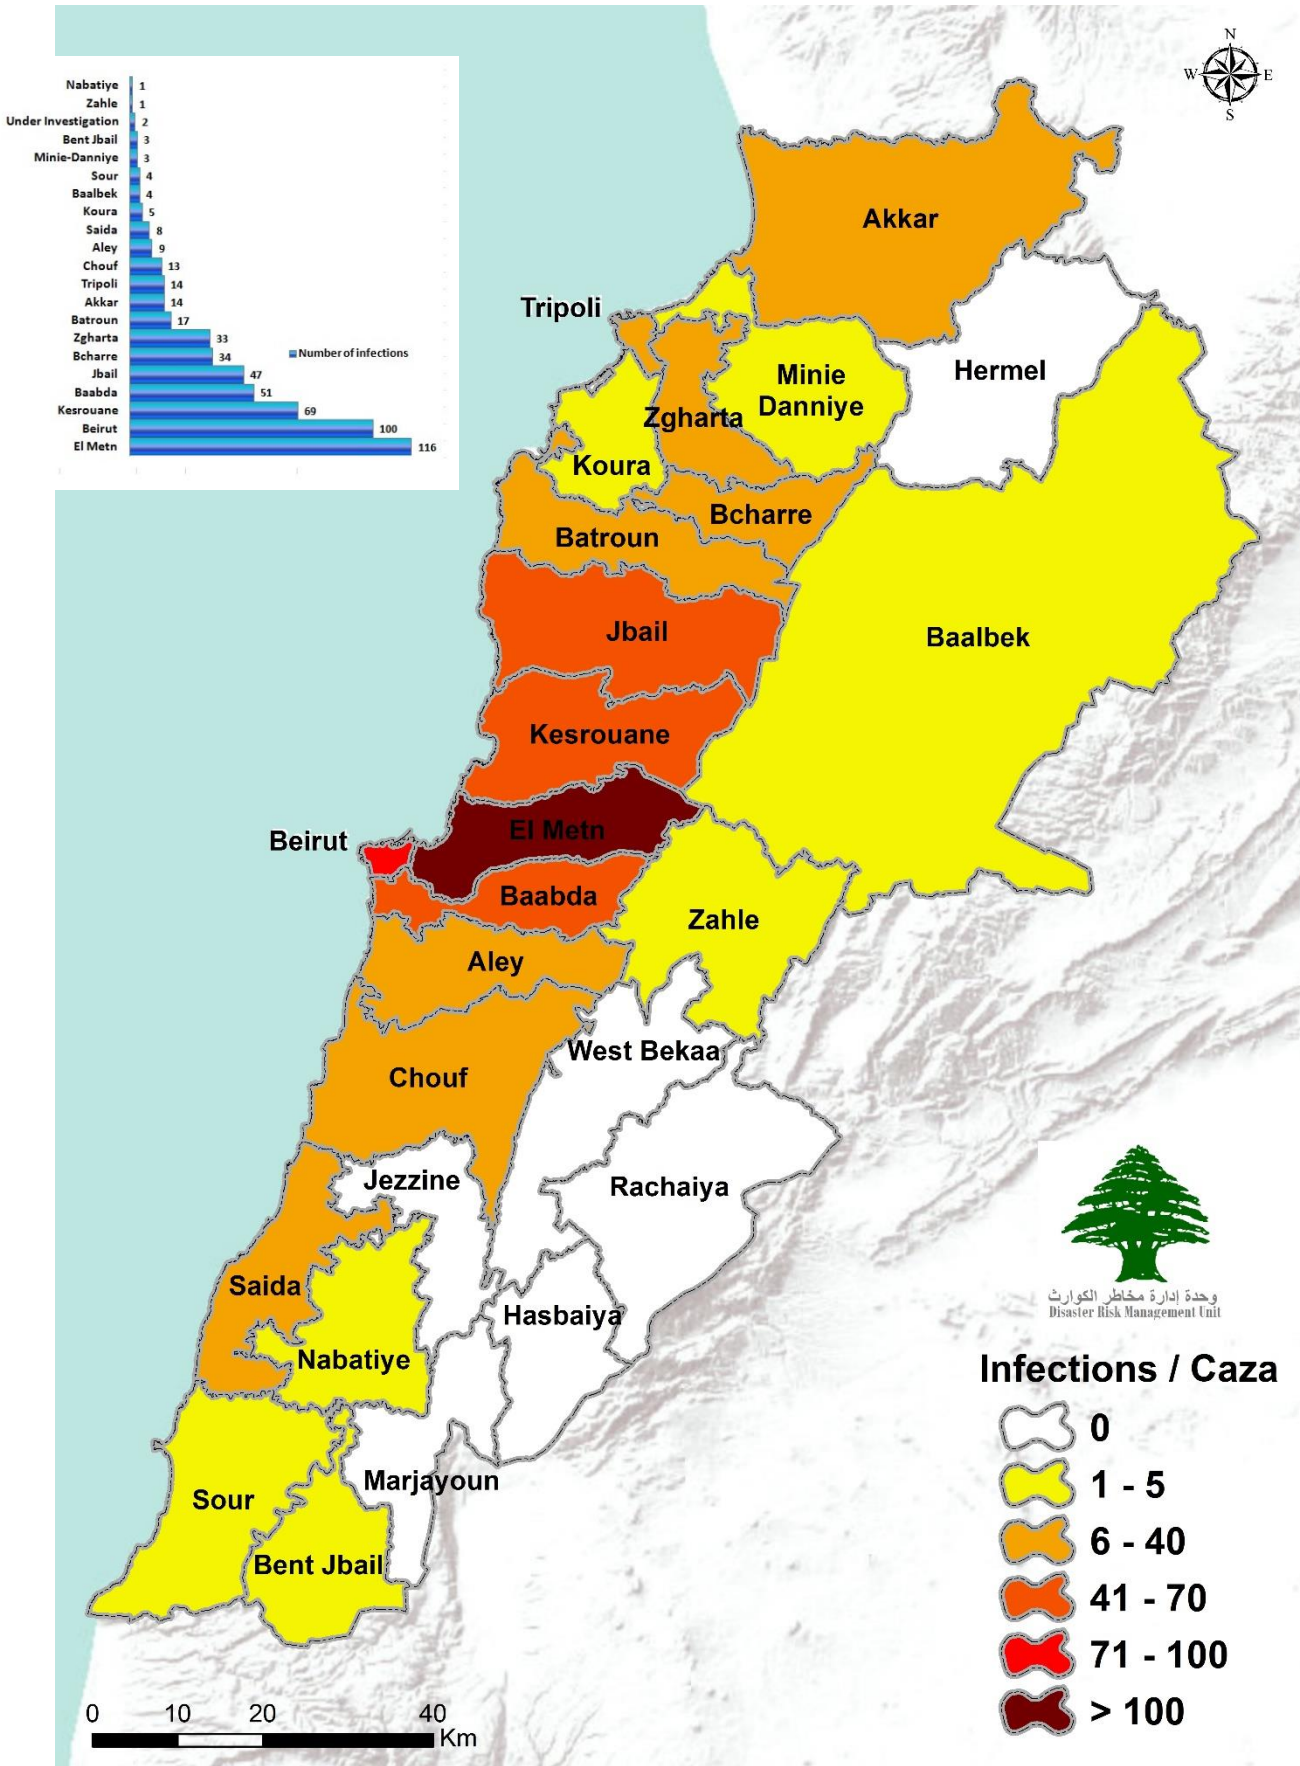 N
W E
S
Nabatiye 1
Zahle 1
Under Investigation 2
Bent Jbail 3
Minie-Danniye 3
Sour 4
Baalbek 4
Koura 5
Saida 8
Aley 9
Chouf 13
Tripoli 14
Akkar 14
Batroun 17
Zgharta 33
Bcharre 34
Jbail 47
Baabda 51
Kesrouane 69
Beirut 100
El Metn 116
Number of infections
Akkar
Tripoli
Hermel
Minie
Danniye
Zgharta
Koura
Bcharre
Batroun
Jbail
Baalbek
Kesrouane
El Metn
Beirut
Baabda
Zahle
Aley
West Bekaa
Chouf
Jezzine
Rachaiya
Saida
Hasbaiya
Nabatiye
Marjayoun
Sour
Bent Jbail
وحدة إدارة مخاطر الكوارث
Disaster Risk Management Unit
Infections / Caza
0
1 - 5
6 - 40
41 - 70
71 - 100
> 100
0 10 20 40
Km